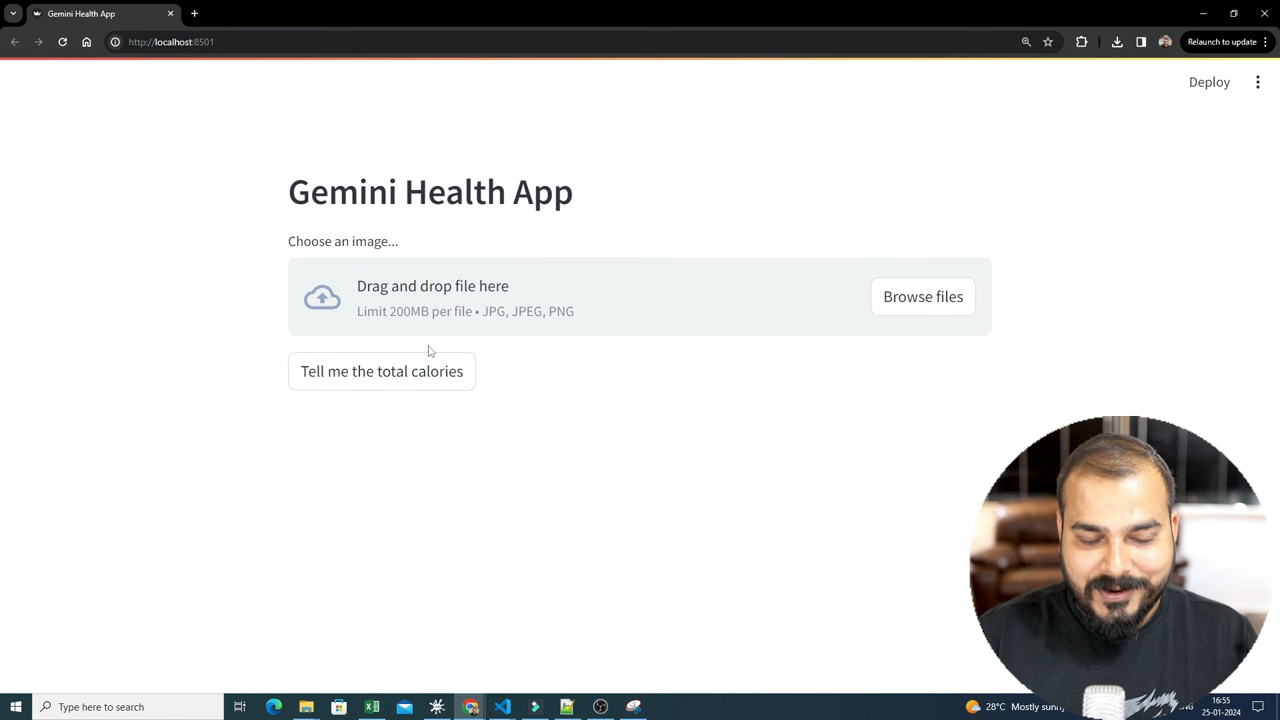 Gemini Health App
http://localhost:8501
Relaunch to update
Deploy
Gemini Health App
Choose an image...
Drag and drop file here
Limit 200MB per file • JPG, JPEG, PNG
Browse files
Tell me the total calories
Type here to search
28°C Mostly sunny
16:55
25-01-2024